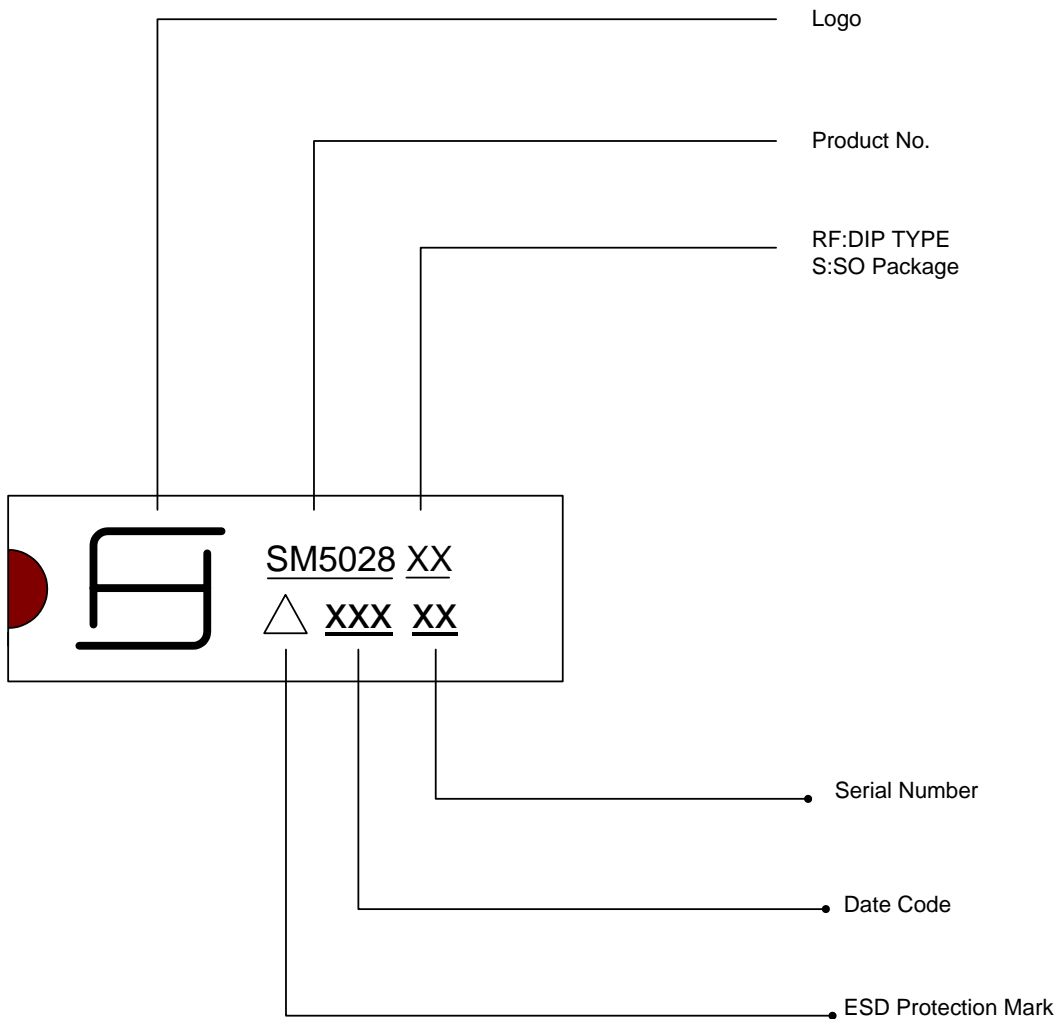 Logo
Product No.
RF:DIP TYPE
S:SO Package
SM5028 XX
XXX XX
Serial Number
Date Code
ESD Protection Mark